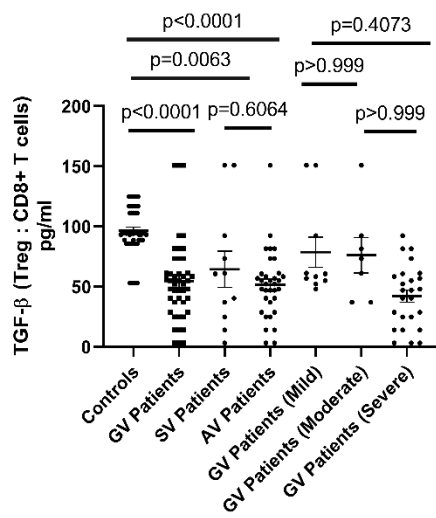 p<0.0001
p=0.4073
p=0.0063
p>0.999
p<0.0001
p=0.6064
p>0.999
TGF-β (Treg : CD8+ T cells)
pg/ml
200
150
100
50
0
Controls
GV Patients
SV Patients
AV Patients
GV Patients (Mild)
GV Patients (Moderate)
GV Patients (Severe)